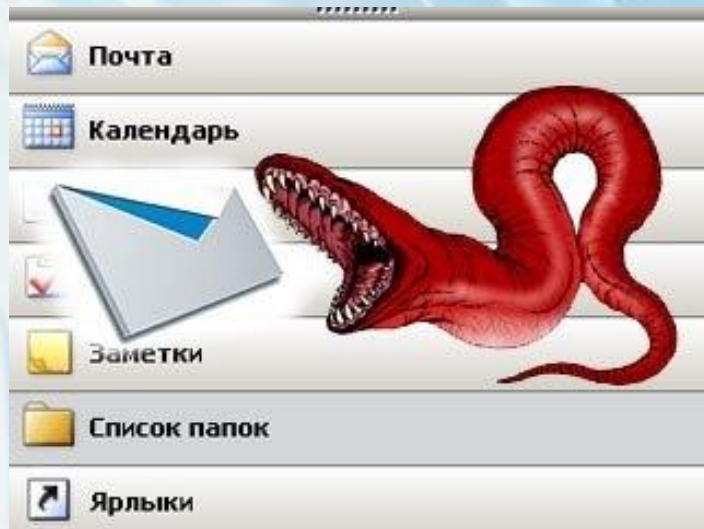 Почта
Календарь
Заметки
Список папок
Ярлыки